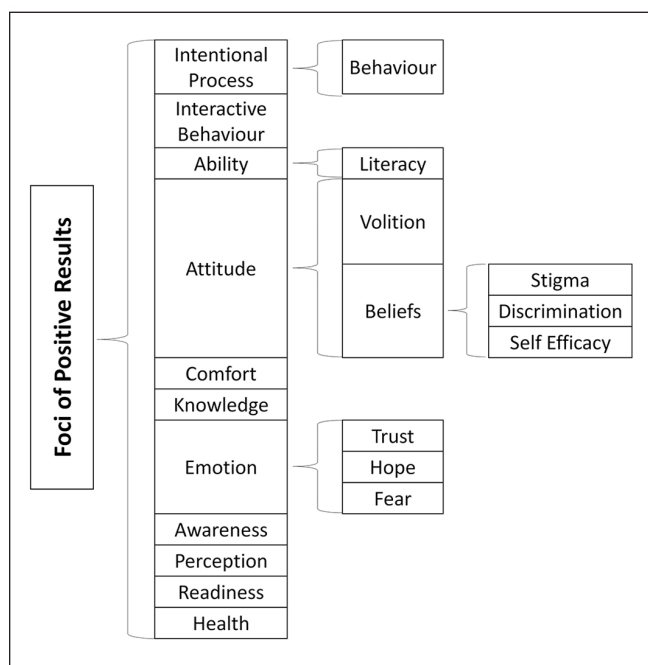 Foci of Positive Results
Intentional
Process
Behaviour
Interactive
Behaviour
Ability
Literacy
Attitude
Volition
Beliefs
Stigma
Discrimination
Self Efficacy
Comfort
Knowledge
Emotion
Trust
Hope
Fear
Awareness
Perception
Readiness
Health